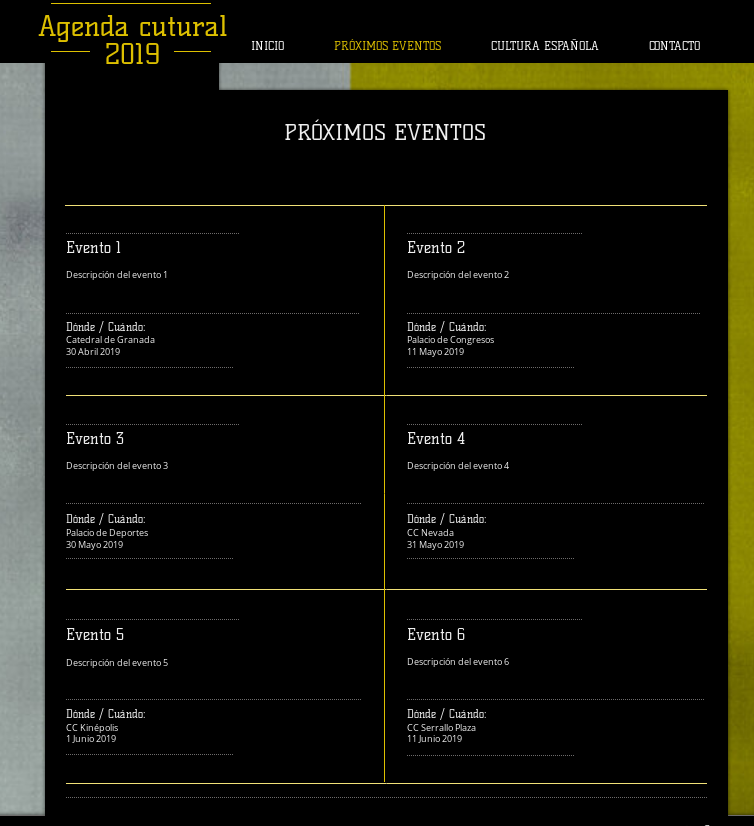 Agenda cutural
2019
INICIO
PRÓXIMOS EVENTOS
CULTURA ESPAÑOLA
CONTACTO
PRÓXIMOS EVENTOS
Evento 1
Descripción del evento 1
Dónde / Cuándo:
Catedral de Granada
30 Abril 2019
Evento 2
Descripción del evento 2
Dónde / Cuándo:
Palacio de Congresos
11 Mayo 2019
Evento 3
Descripción del evento 3
Dónde / Cuándo:
Palacio de Deportes
30 Mayo 2019
Evento 4
Descripción del evento 4
Dónde / Cuándo:
CC Nevada
31 Mayo 2019
Evento 5
Descripción del evento 5
Dónde / Cuándo:
CC Kinépolis
1 Junio 2019
Evento 6
Descripción del evento 6
Dónde / Cuándo:
CC Serrallo Plaza
11 Junio 2019